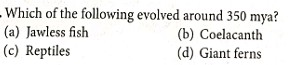 . Which of the following evolved around 350 mya?
(a) Jawless fish (b) Coelacanth
(c) Reptiles (d) Giant ferns